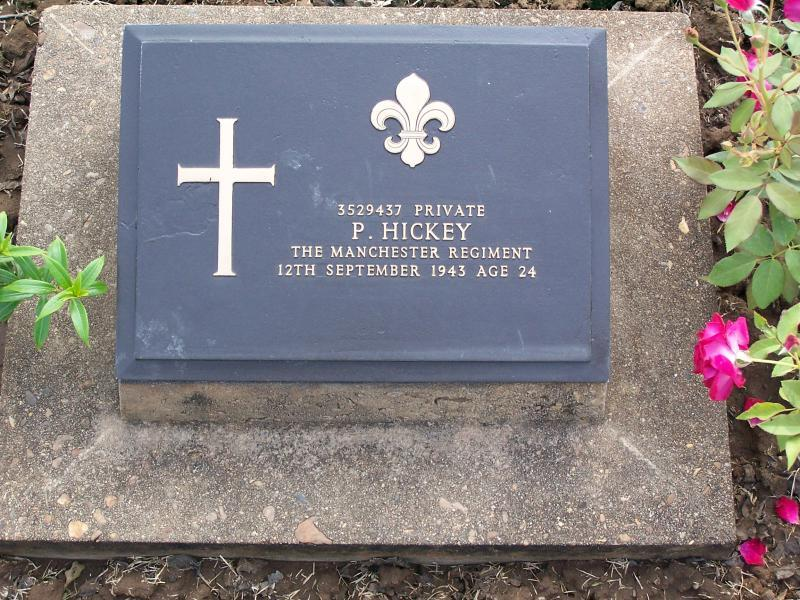 3529437 PRIVATE
P. HICKEY
THE MANCHESTER REGIMENT
12TH SEPTEMBER 1943 AGE 24